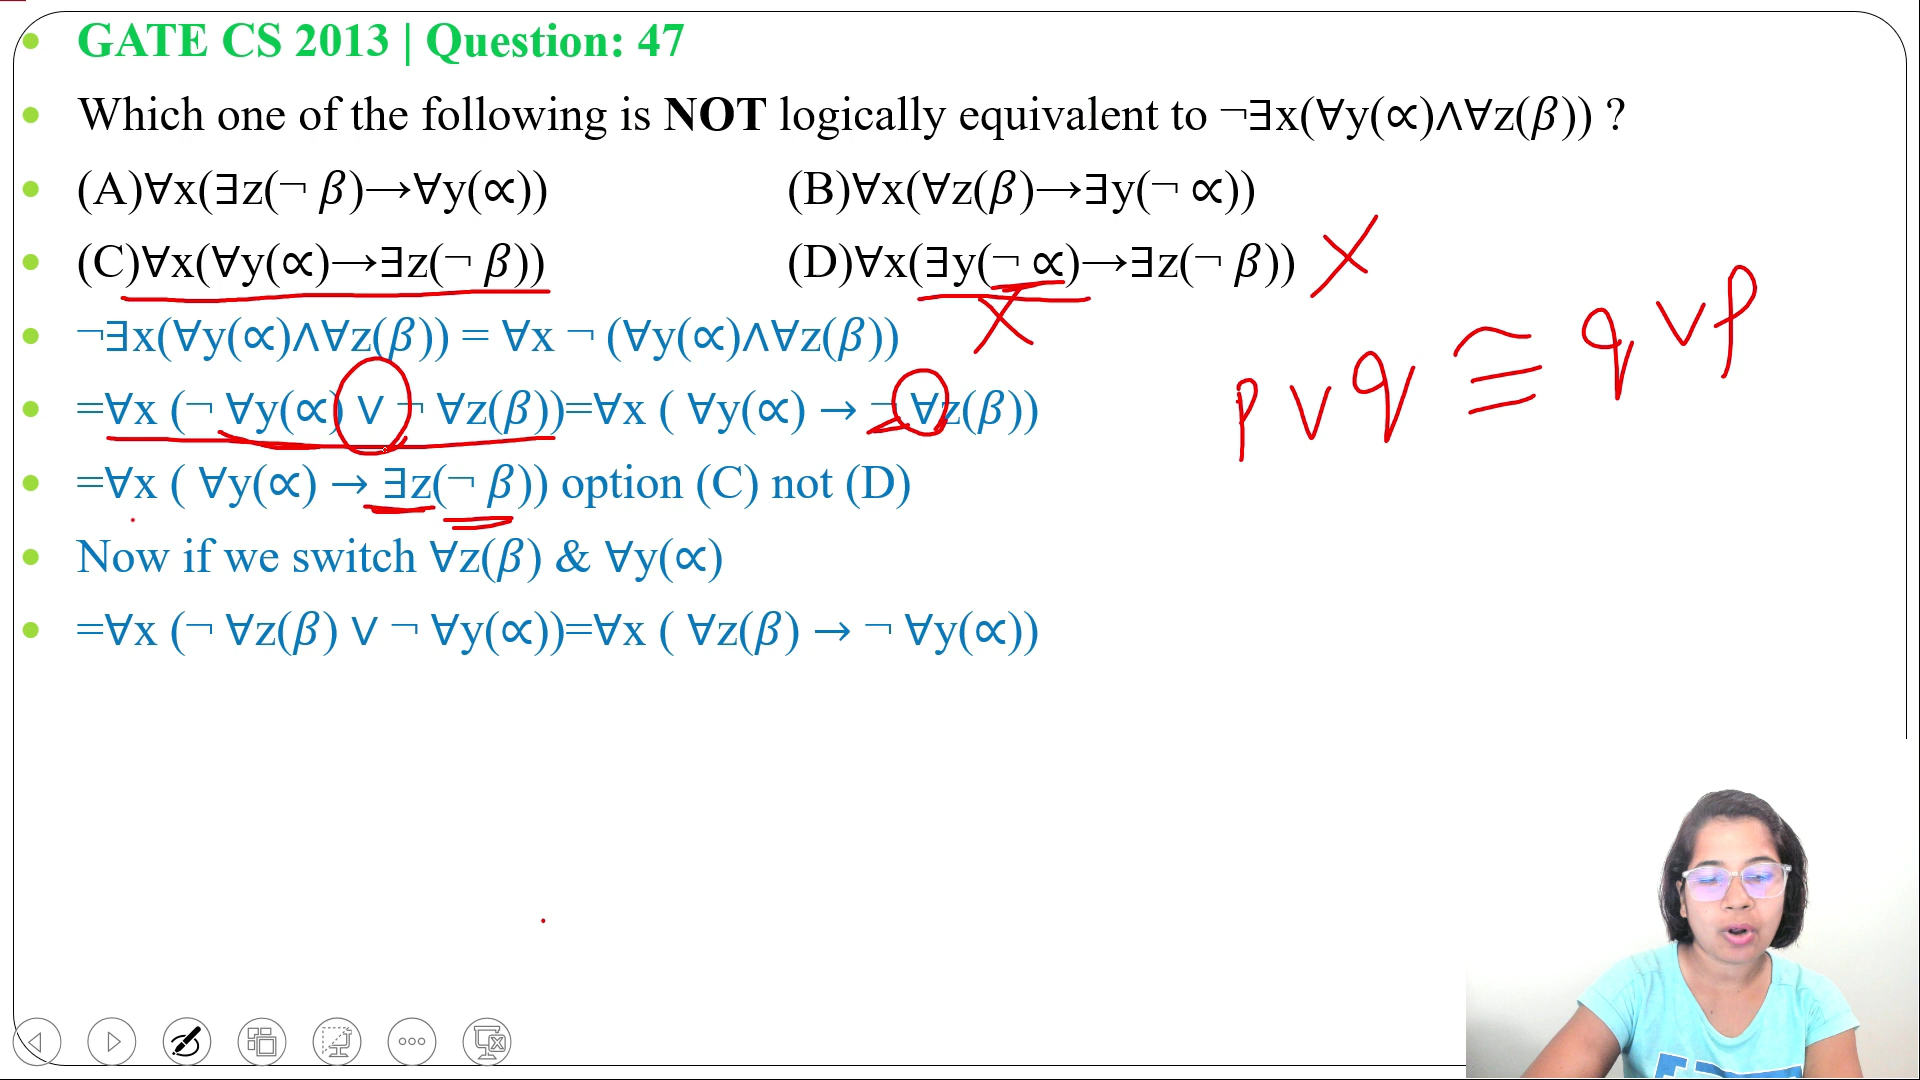 GATE CS 2013 | Question: 47
Which one of the following is NOT logically equivalent to ¬∃x(∀y(∝)∧∀z(β)) ?
(A)∀x(∃z(¬ β)→∀y(∝)) (B)∀x(∀z(β)→∃y(¬ ∝))
(C)∀x(∀y(∝)→∃z(¬ β)) (D)∀x(∃y(¬ ∝)→∃z(¬ β))
¬∃x(∀y(∝)∧∀z(β)) = ∀x ¬ (∀y(∝)∧∀z(β))
=∀x (¬ ∀y(∝) ∨ ¬ ∀z(β))=∀x ( ∀y(∝) → ¬ ∀z(β))
p ∨ q ≅ q ∨ p
=∀x ( ∀y(∝) → ∃z(¬ β)) option (C) not (D)
Now if we switch ∀z(β) & ∀y(∝)
=∀x (¬ ∀z(β) ∨ ¬ ∀y(∝))=∀x ( ∀z(β) → ¬ ∀y(∝))